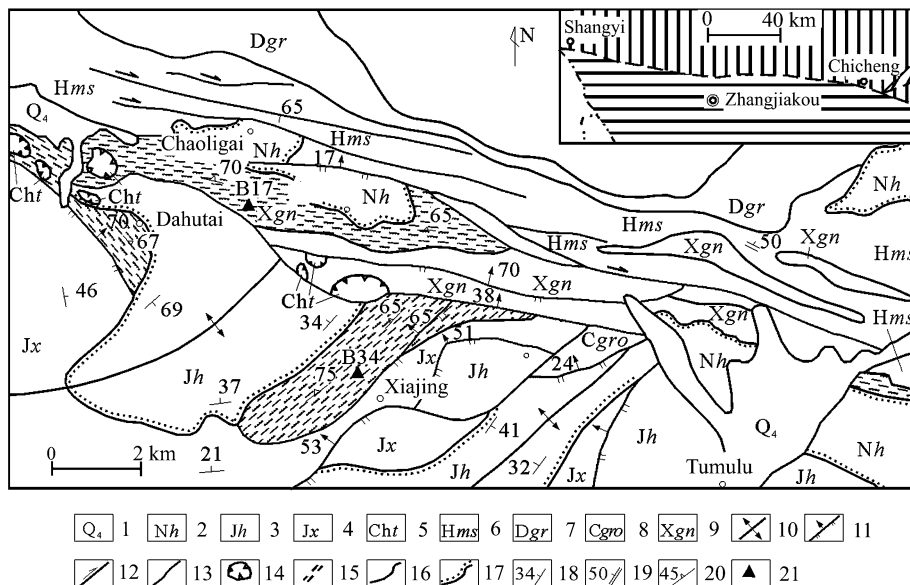 Shangyi
0 40 km
Chicheng
Zhangjiakou
N
Dgr
Hms
Q₄
65
Chaoligai
Nh
17
Hms
70
B17
Xgn
Nh
65
Cht
Cht
Dahutai
70
67
Dgr
Nh
Hms
Hms
Xgn
50
Xgn
Hms
46
69
Cht
Xgn
70
38
Xgn
Xgn
Hms
34
65
65
51
Cgro
Jx
Jh
B34
Jx
Jh
24
Nh
37
75
Xiajing
Q₄
0 2 km
21
53
Jx
41
Jh
Nh
Jh
32
Jx
Tumulu
Jh
Q₄ 1 Nh 2 Jh 3 Jx 4 Cht 5 Hms 6 Dgr 7 Cgro 8 Xgn 9 10 11
12 13 14 15 16 17 34 18 50 19 45 20 21